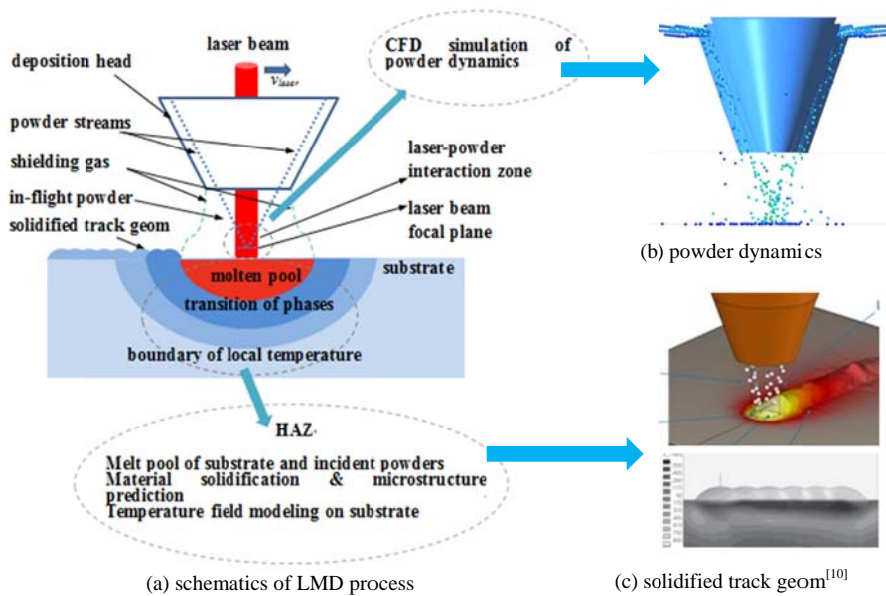 laser beam
v laser
deposition head
powder streams
shielding gas
in-flight powder
solidified track geom
laser-powder
interaction zone
laser beam
focal plane
substrate
molten pool
transition of phases
boundary of local temperature
HAZ
Melt pool of substrate and incident powders
Material solidification & microstructure
prediction
Temperature field modeling on substrate
(a) schematics of LMD process
CFD simulation of
powder dynamics
(b) powder dynamics
(c) solidified track geom[10]